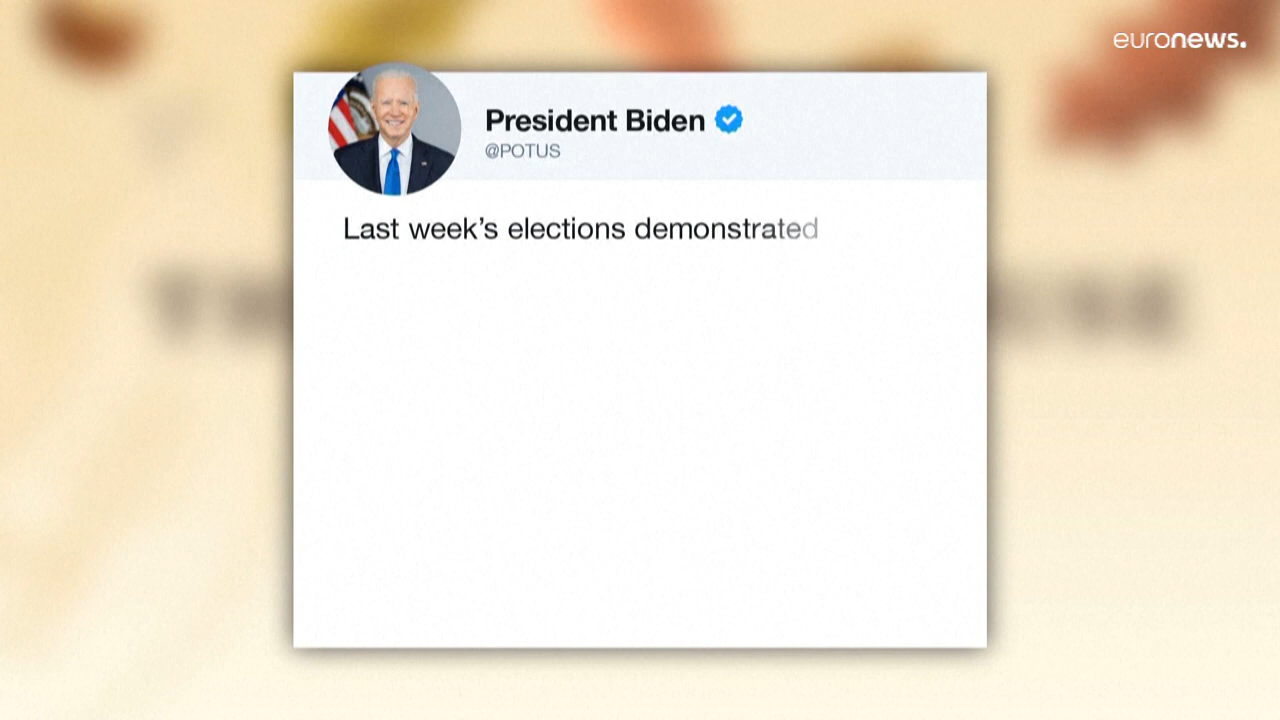 euronews.
President Biden
@POTUS
Last week's elections demonstrated